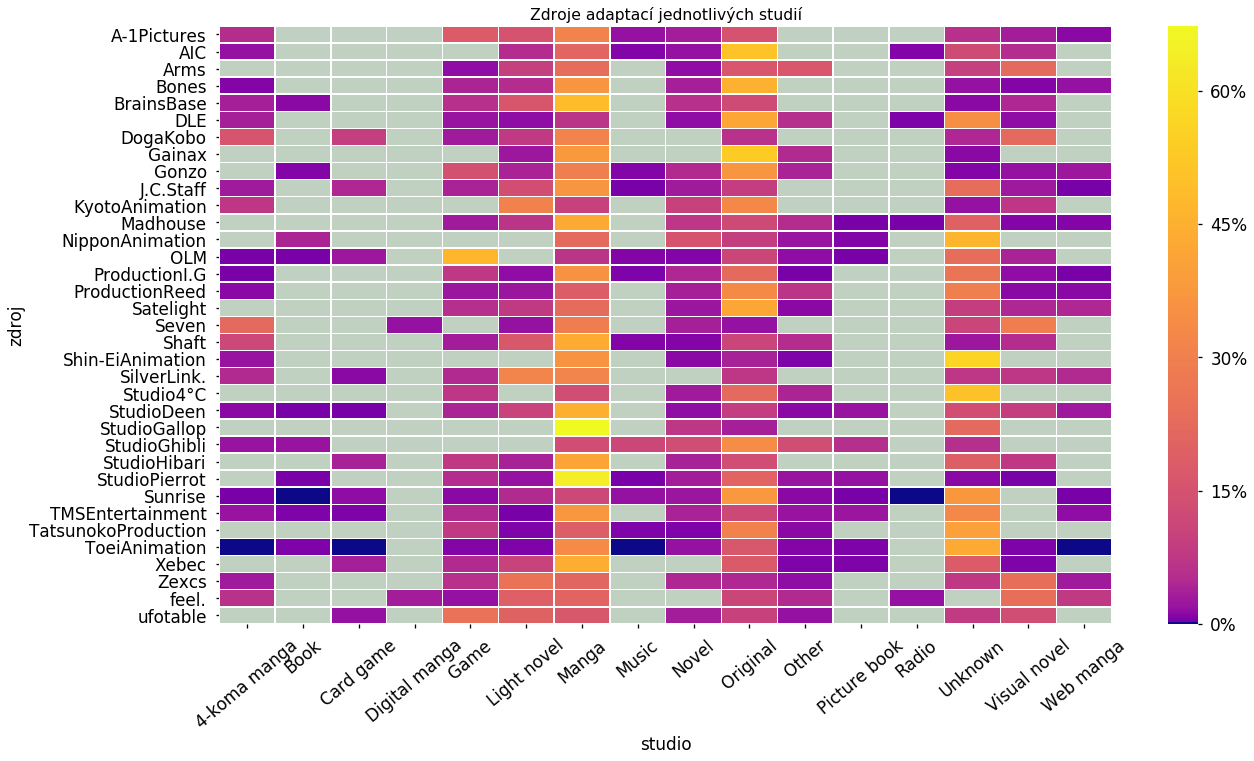 Zdroje adaptací jednotlivých studií
A-1Pictures
AIC
Arms
Bones
BrainsBase
DLE
DogaKobo
Gainax
Gonzo
J.C.Staff
KyotoAnimation
Madhouse
NipponAnimation
OLM
ProductionI.G
ProductionReed
Satelight
Seven
Shaft
Shin-EiAnimation
SilverLink.
Studio4°C
StudioDeen
StudioGallop
StudioGhibli
StudioHibari
StudioPierrot
Sunrise
TMSEntertainment
TatsunokoProduction
ToeiAnimation
Xebec
Zexcs
feel.
ufotable
zdroj
4-koma manga
Book
Card game
Digital manga
Game
Light novel
Manga
Music
Novel
Original
Other
Picture book
Radio
Unknown
Visual novel
Web manga
studio
60%
45%
30%
15%
0%